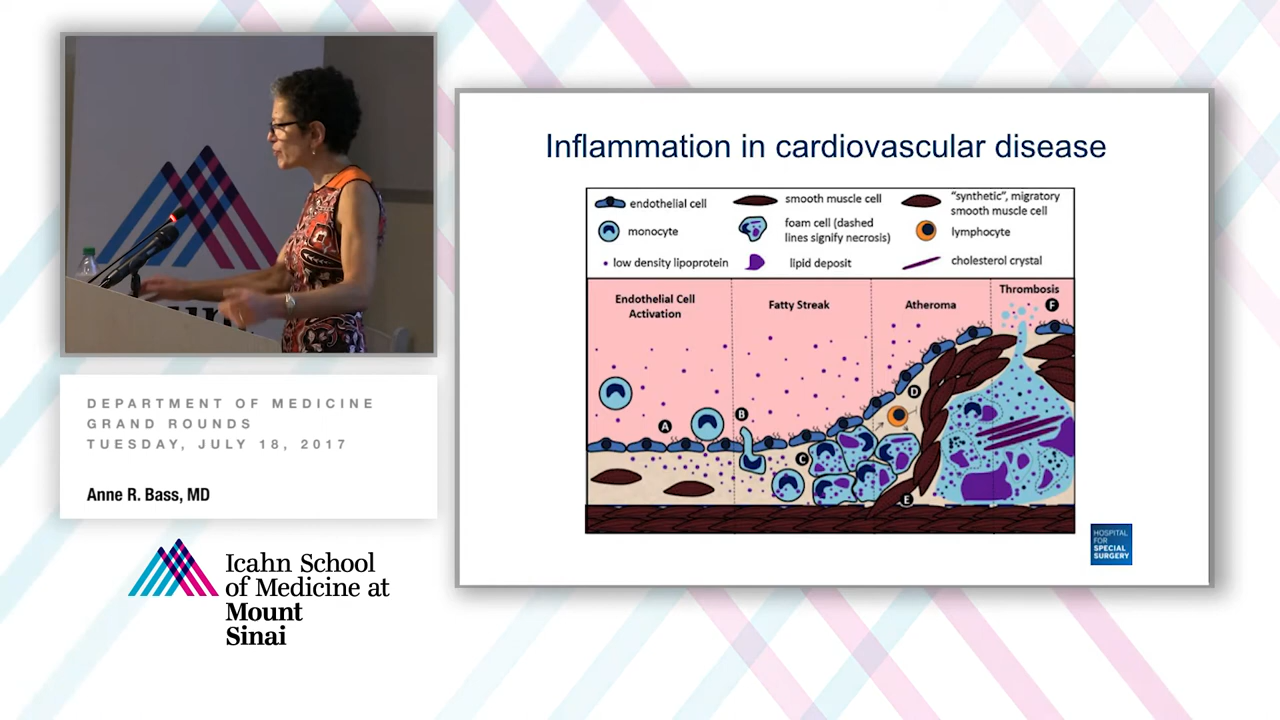 DEPARTMENT OF MEDICINE
GRAND ROUNDS
TUESDAY, JULY 18, 2017
Anne R. Bass, MD
Icahn School
of Medicine at
Mount
Sinai
Inflammation in cardiovascular disease
endothelial cell
smooth muscle cell
"synthetic", migratory
smooth muscle cell
monocyte
foam cell (dashed
lines signify necrosis)
lymphocyte
low density lipoprotein
lipid deposit
cholesterol crystal
Endothelial Cell
Activation
Fatty Streak
Atheroma
Thrombosis
A
B
C
D
E
F
HOSPITAL
FOR
SPECIAL
SURGERY